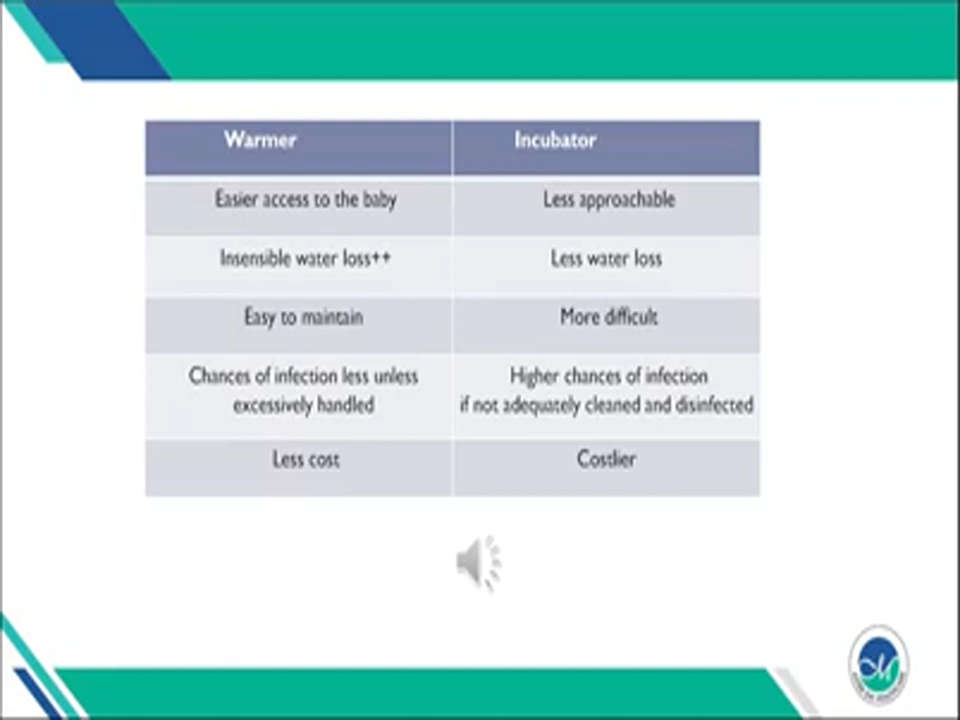 Warmer
Incubator
Easier access to the baby
Less approachable
Insensible water loss++
Less water loss
Easy to maintain
More difficult
Chances of infection less unless
excessively handled
Higher chances of infection
if not adequately cleaned and disinfected
Less cost
Costlier